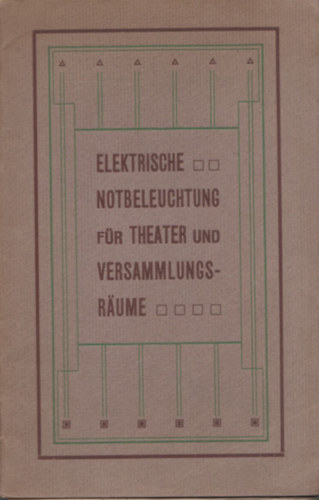 ELEKTRISCHE
NOTBELEUCHTUNG
FÜR THEATER UND
VERSAMMLUNGS-
RÄUME